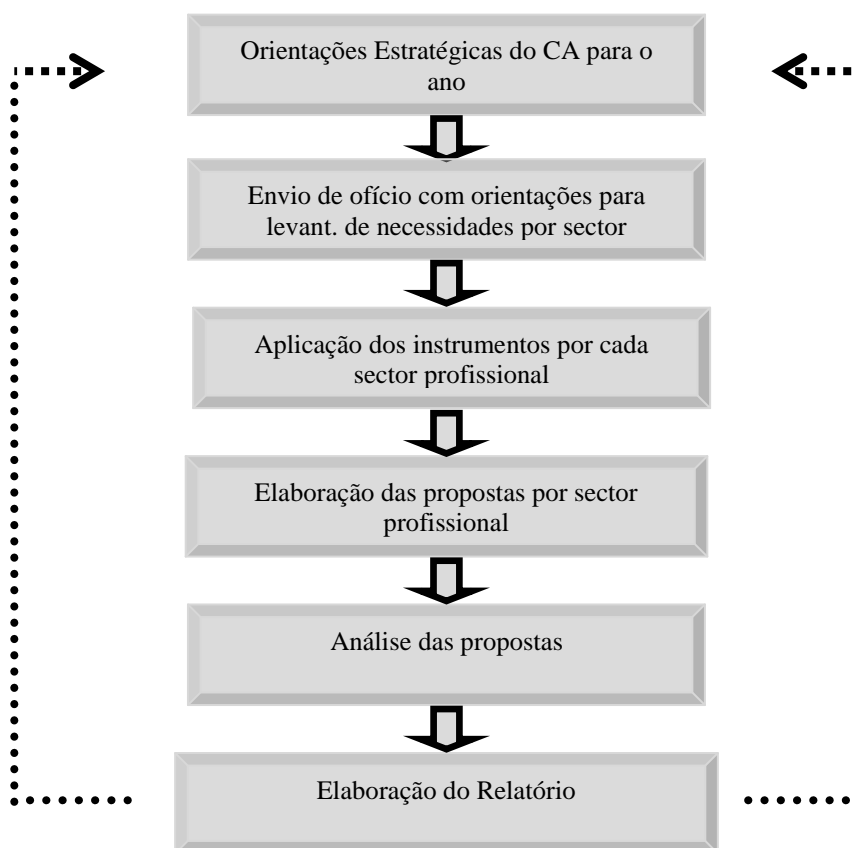 Orientações Estratégicas do CA para o
ano
Envio de ofício com orientações para
levant. de necessidades por sector
Aplicação dos instrumentos por cada
sector profissional
Elaboração das propostas por sector
profissional
Análise das propostas
Elaboração do Relatório